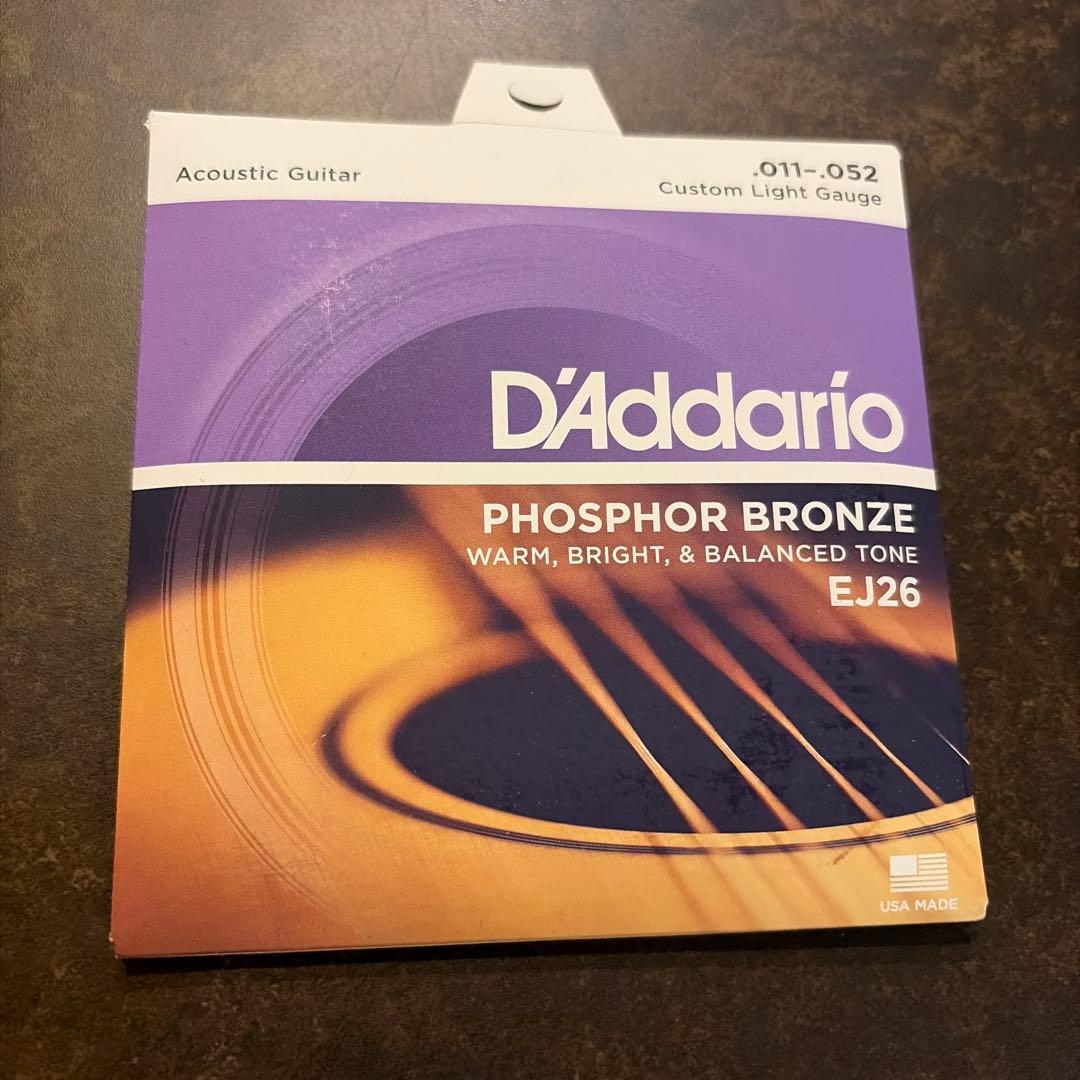 Acoustic Guitar
.011–.052
Custom Light Gauge
D'Addario
PHOSPHOR BRONZE
WARM, BRIGHT, & BALANCED TONE
EJ26
USA MADE